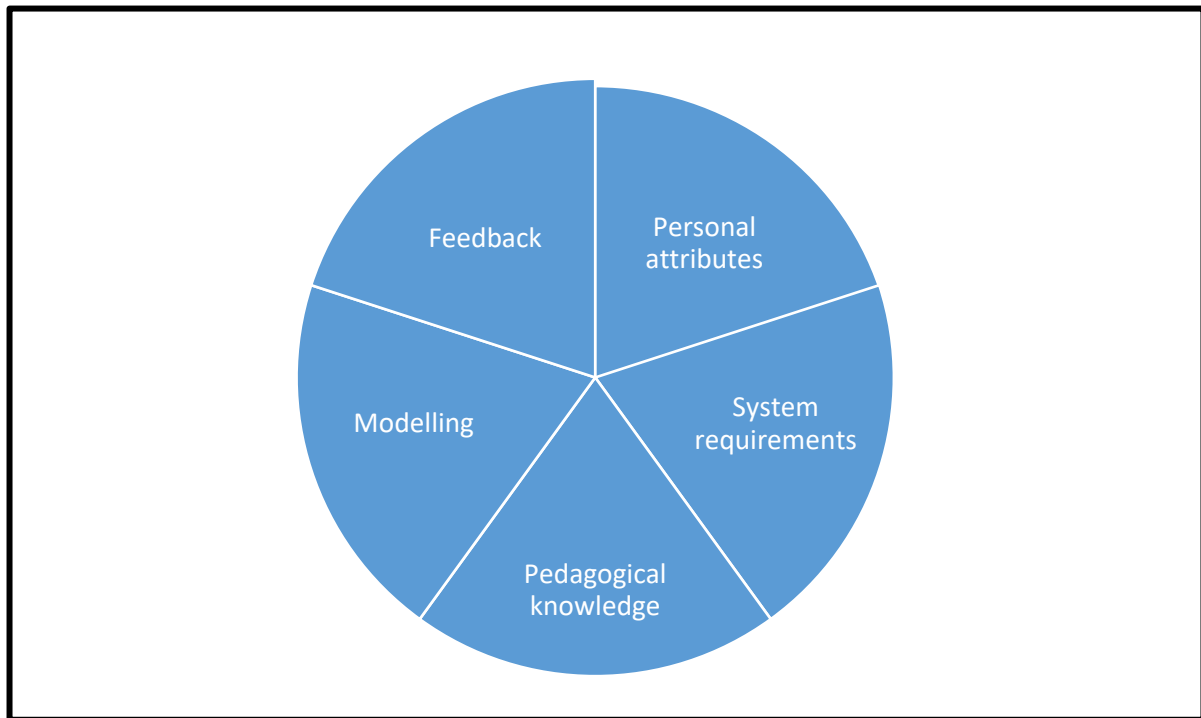 Feedback
Personal
attributes
Modelling
System
requirements
Pedagogical
knowledge